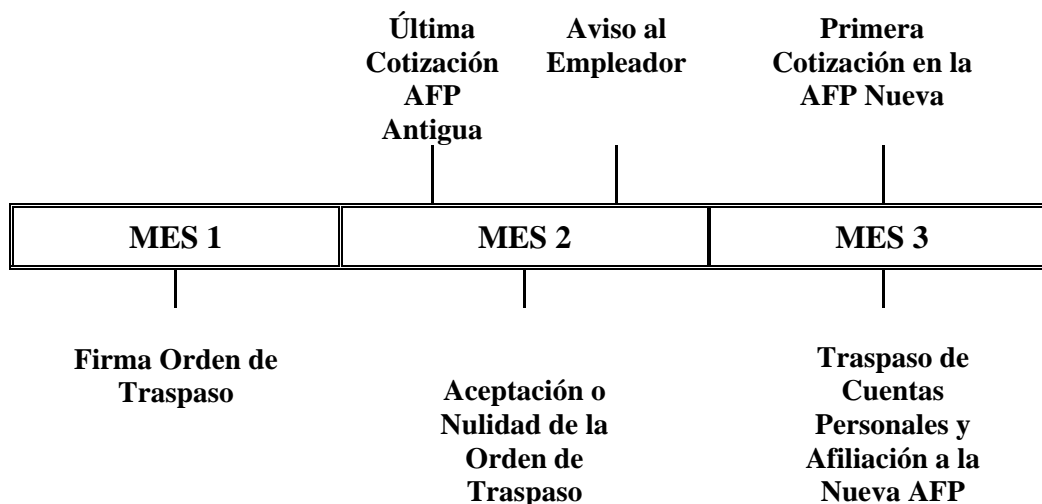 Última
Cotización
AFP
Antigua
Aviso al
Empleador
Primera
Cotización en la
AFP Nueva
MES 1
MES 2
MES 3
Firma Orden de
Traspaso
Aceptación o
Nulidad de la
Orden de
Traspaso
Traspaso de
Cuentas
Personales y
Afiliación a la
Nueva AFP